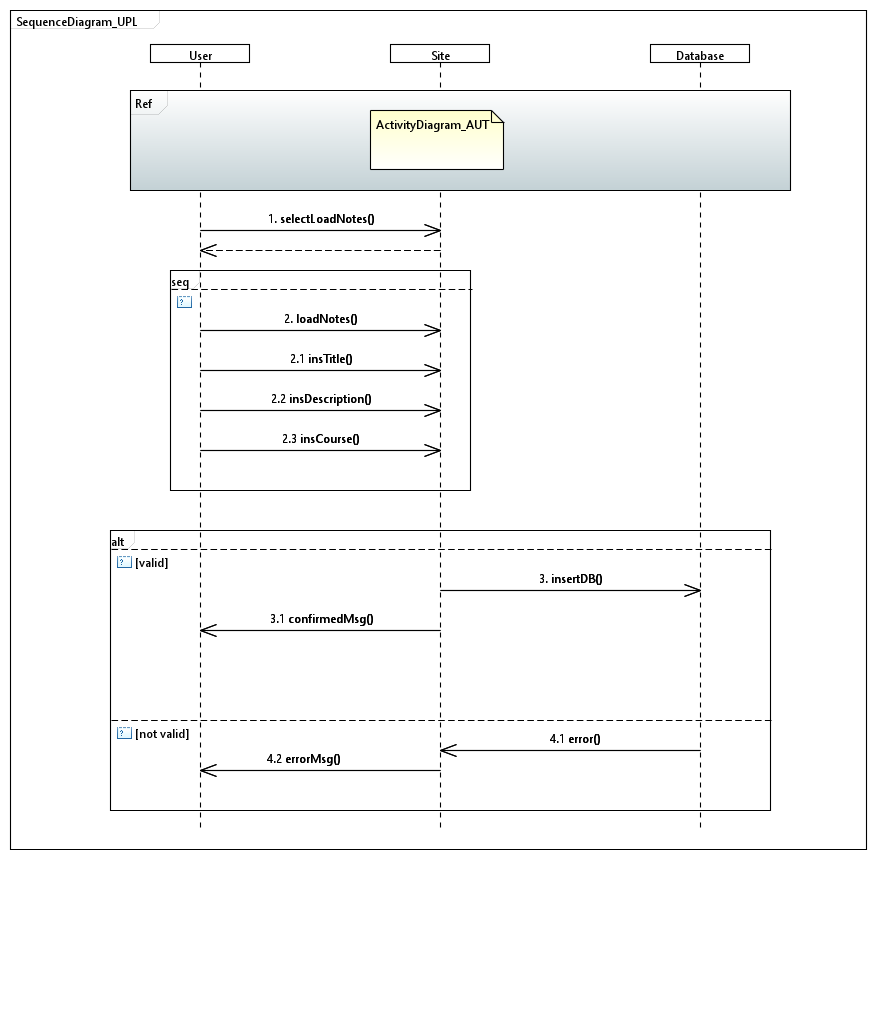 SequenceDiagram_UPL
User
Site
Database
Ref
ActivityDiagram_AUT
1. selectLoadNotes()
seq
?
2. loadNotes()
2.1 insTitle()
2.2 insDescription()
2.3 insCourse()
alt
? [valid]
3. insertDB()
3.1 confirmedMsg()
? [not valid]
4.1 error()
4.2 errorMsg()